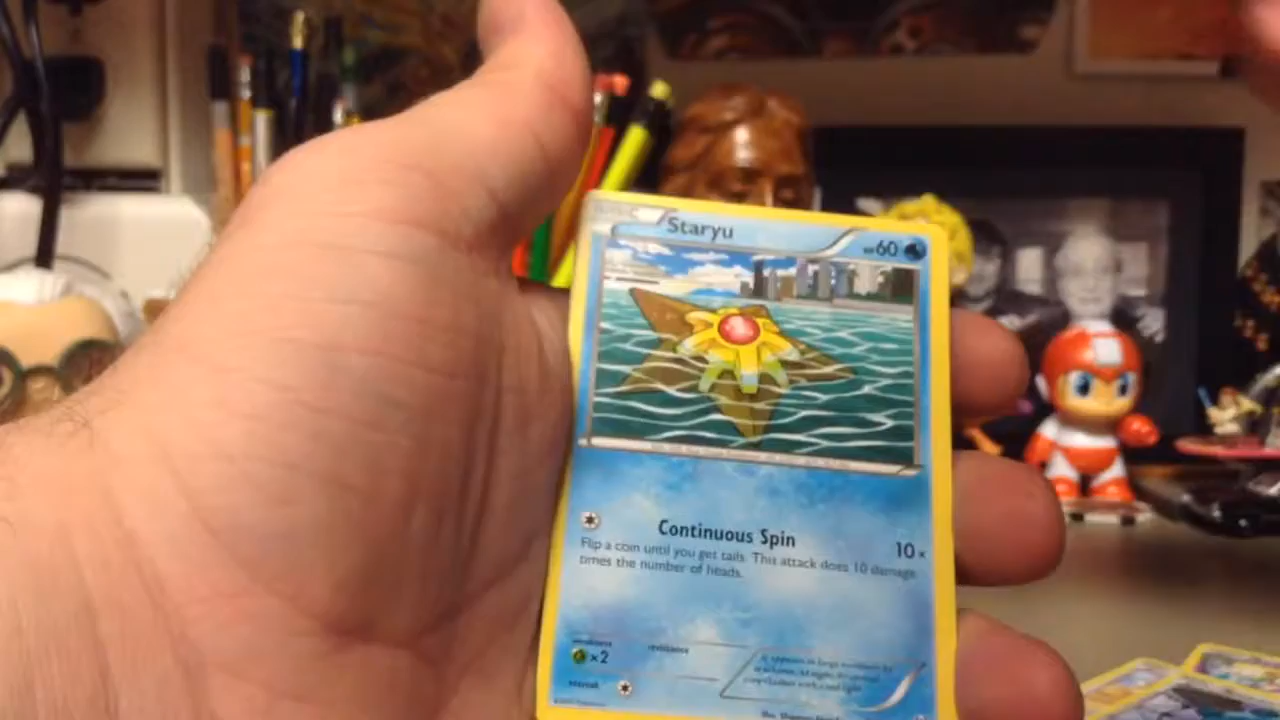 Staryu
HP60
Continuous Spin
10×
Flip a coin until you get tails. This attack does 10 damage
times the number of heads.
weakness
×2
resistance
retreat